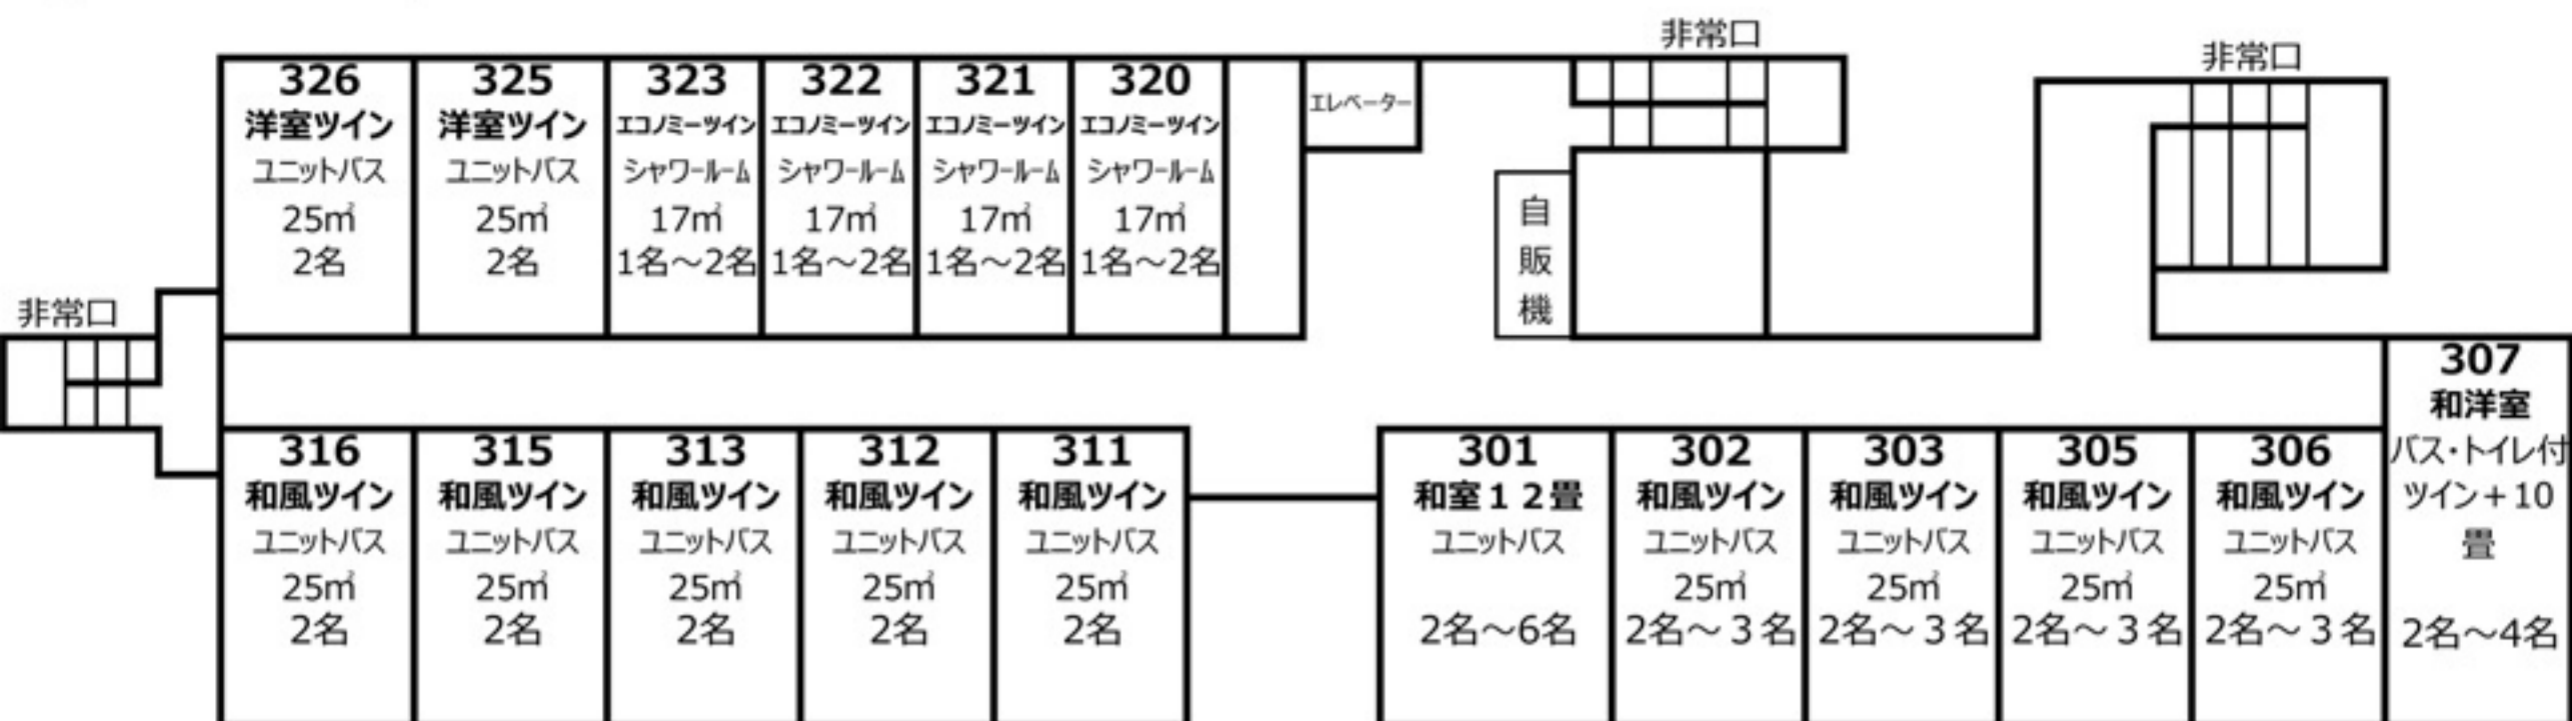 非常口
非常口
326
洋室ツイン
ユニットバス
25㎡
2名
325
洋室ツイン
ユニットバス
25㎡
2名
323
エコノミーツイン
シャワールーム
17㎡
1名～2名
322
エコノミーツイン
シャワールーム
17㎡
1名～2名
321
エコノミーツイン
シャワールーム
17㎡
1名～2名
320
エコノミーツイン
シャワールーム
17㎡
1名～2名
エレベーター
自
販
機
非常口
316
和風ツイン
ユニットバス
25㎡
2名
315
和風ツイン
ユニットバス
25㎡
2名
313
和風ツイン
ユニットバス
25㎡
2名
312
和風ツイン
ユニットバス
25㎡
2名
311
和風ツイン
ユニットバス
25㎡
2名
301
和室１２畳
ユニットバス
2名～6名
302
和風ツイン
ユニットバス
25㎡
2名～３名
303
和風ツイン
ユニットバス
25㎡
2名～３名
305
和風ツイン
ユニットバス
25㎡
2名～３名
306
和風ツイン
ユニットバス
25㎡
2名～３名
307
和洋室
バス・トイレ付
ツイン＋10
畳
2名～4名